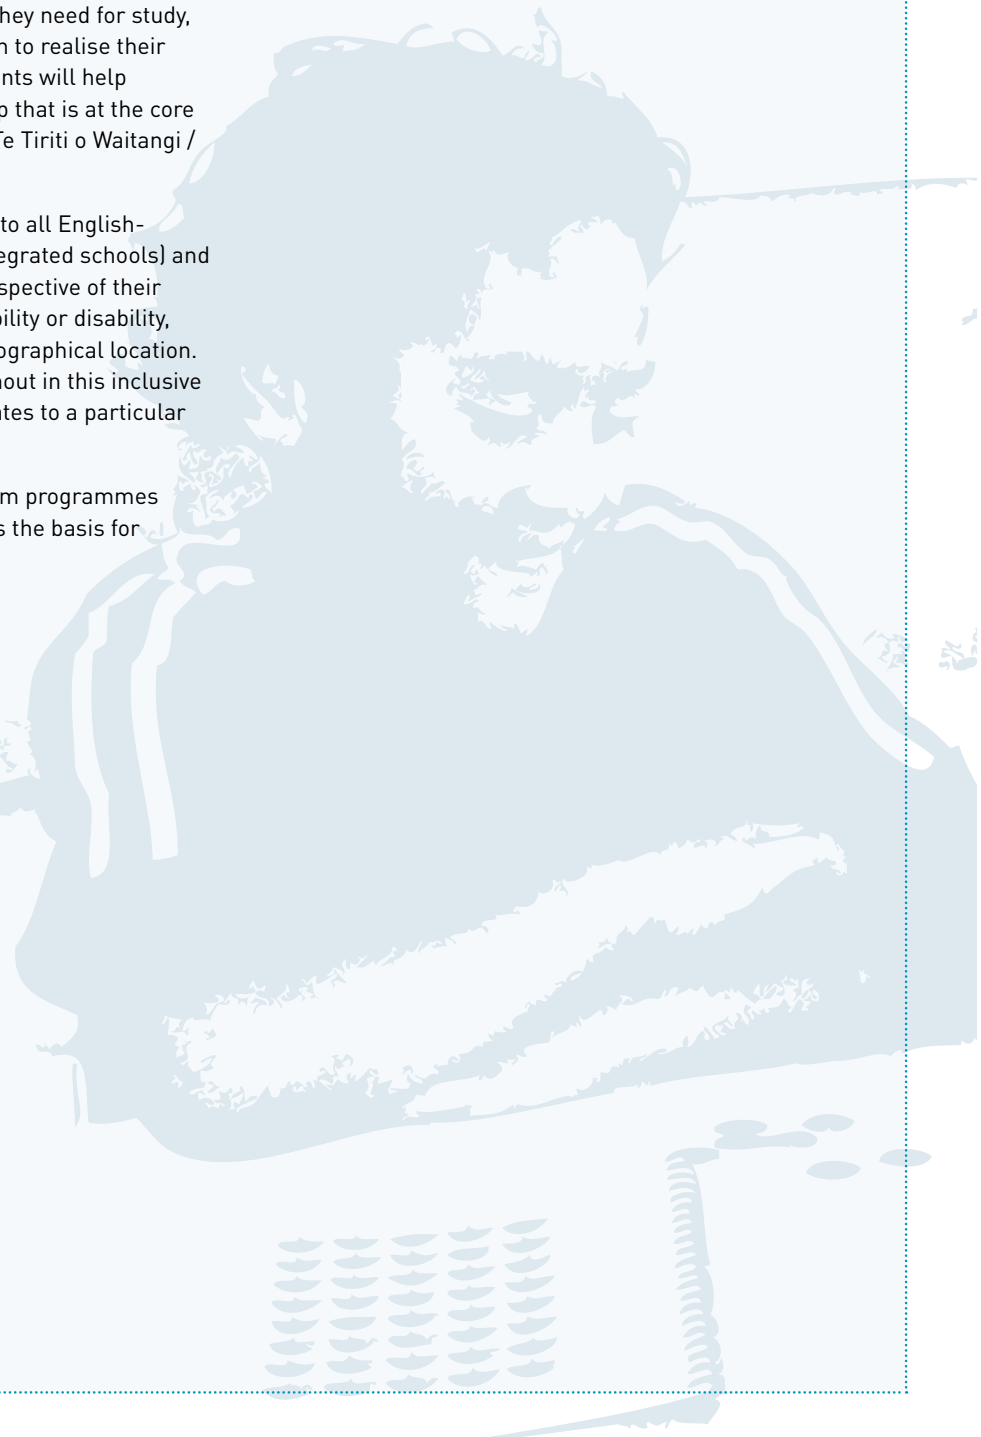 hey need for study,
n to realise their
nts will help
p that is at the core
Te Tiriti o Waitangi /
to all English-
egrated schools) and
spective of their
bility or disability,
ographical location.
hout in this inclusive
ates to a particular
m programmes
s the basis for